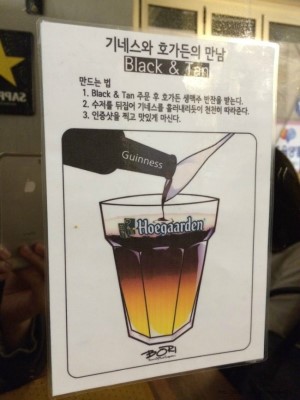 기네스와 호가든의 만남
Black & Tan
만드는 법
1. Black & Tan 주문 후 호가든 생맥주 반잔을 받는다.
2. 수저를 뒤집어 기네스를 흘러내리듯이 천천히 따라준다.
3. 인증샷을 찍고 맛있게 마신다.
Guinness
Hoegaarden